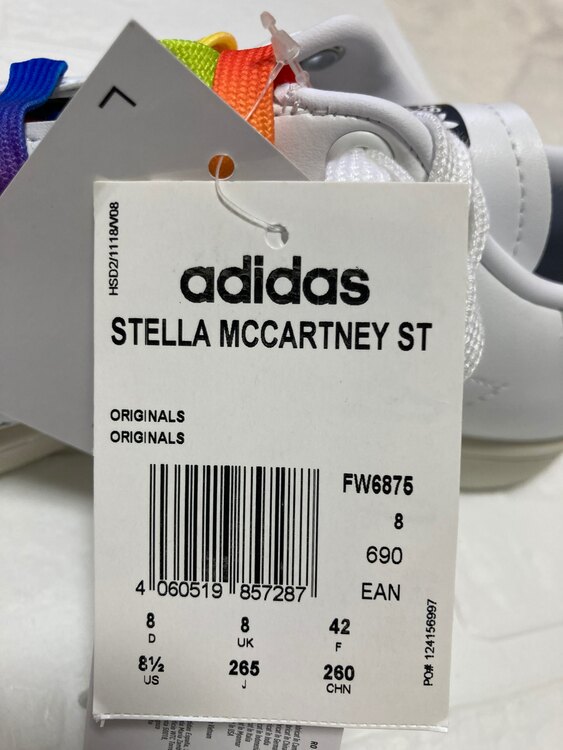 HSD2/1118/V08
adidas
STELLA MCCARTNEY ST
ORIGINALS
ORIGINALS
FW6875
8
690
EAN
4 060519 857287
8 8 42
D UK F
8½ 265 260
US J CHN
PO# 124156997